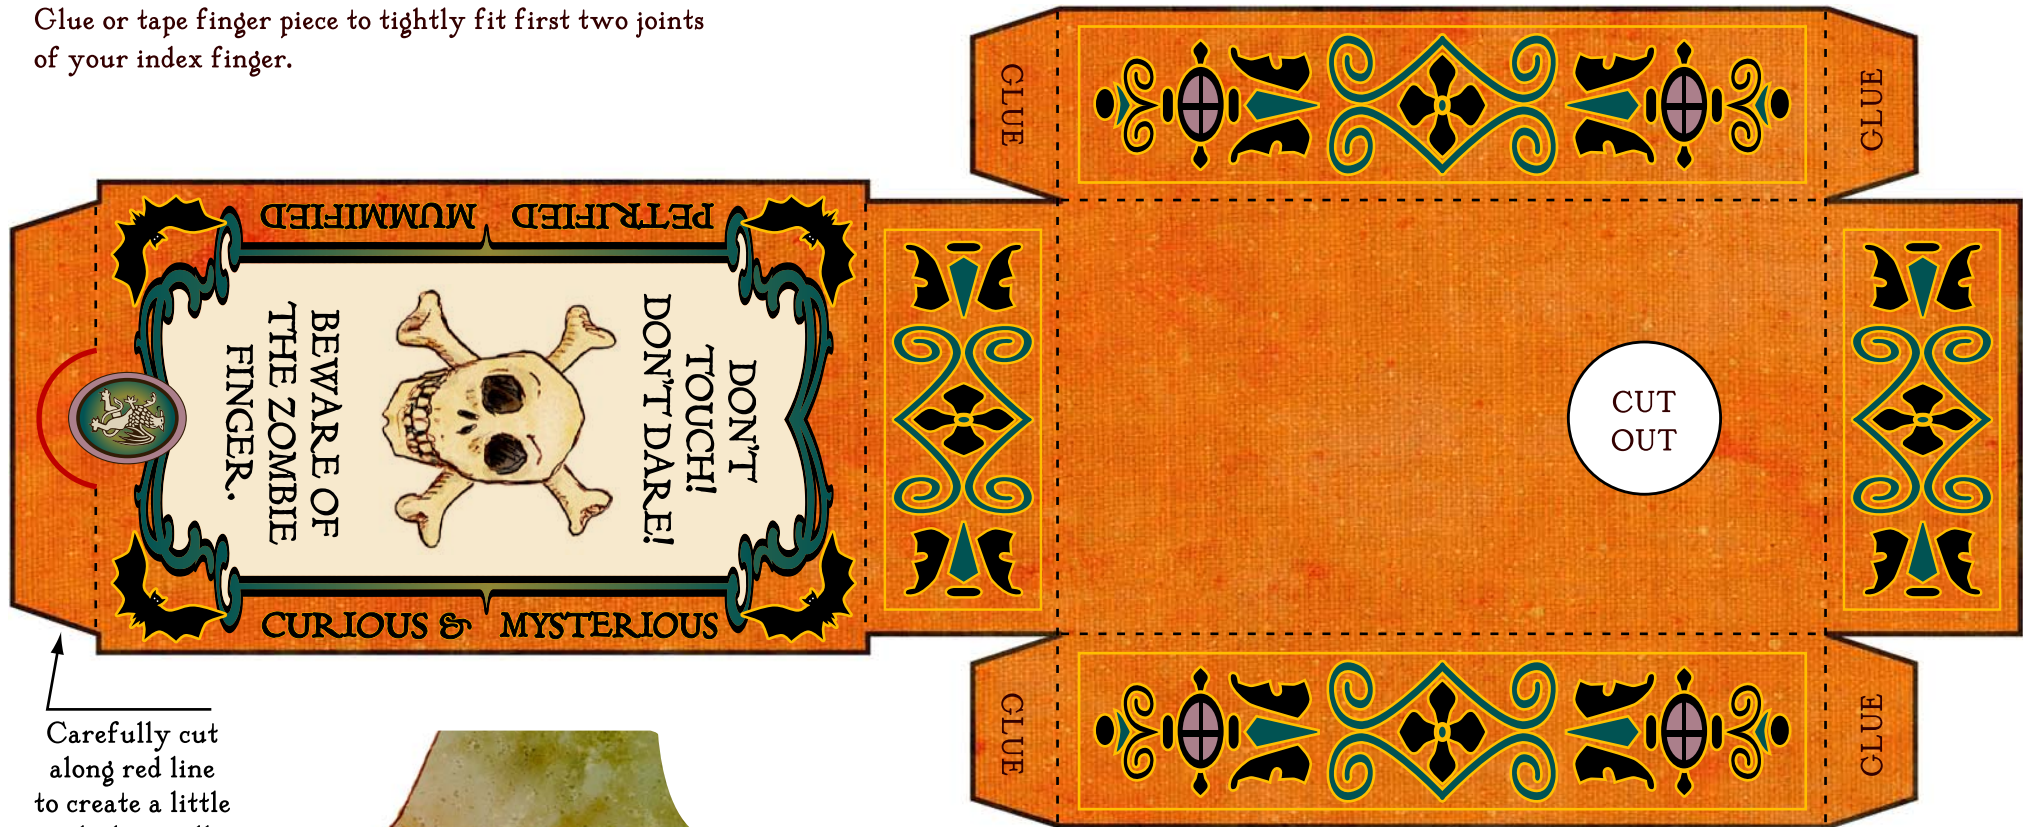 Glue or tape finger piece to tightly fit first two joints
of your index finger.
GLUE
GLUE
PETRIFIED
MUMMIFIED
DON'T
TOUCH!
DON'T DARE!
BEWARE OF
THE ZOMBIE
FINGER.
CURIOUS & MYSTERIOUS
CUT
OUT
GLUE
GLUE
Carefully cut
along red line
to create a little